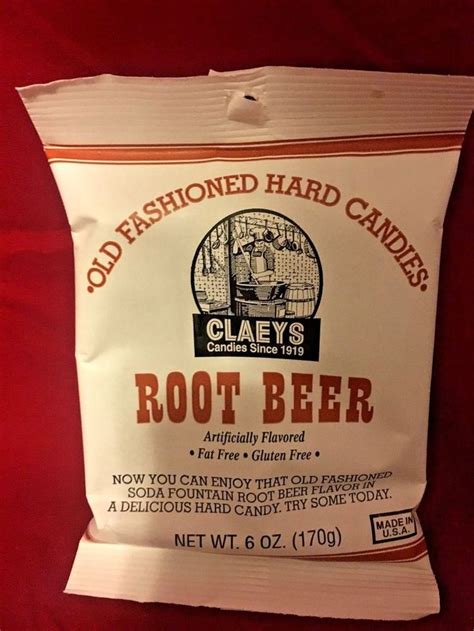 •OLD FASHIONED HARD CANDIES•
CLAEYS
Candies Since 1919
ROOT BEER
Artificially Flavored
• Fat Free • Gluten Free •
NOW YOU CAN ENJOY THAT OLD FASHIONED
SODA FOUNTAIN ROOT BEER FLAVOR IN
A DELICIOUS HARD CANDY. TRY SOME TODAY.
NET WT. 6 OZ. (170g)
MADE IN
U.S.A.